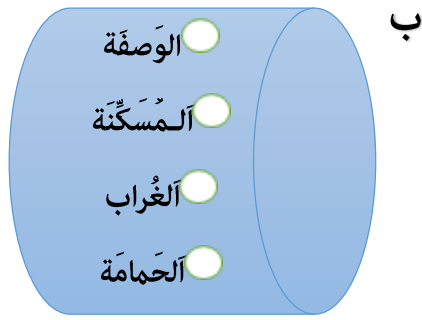 ب
الوَصفَة
اَلـمُسَكِّنَة
اَلغُراب
اَلحَمامَة